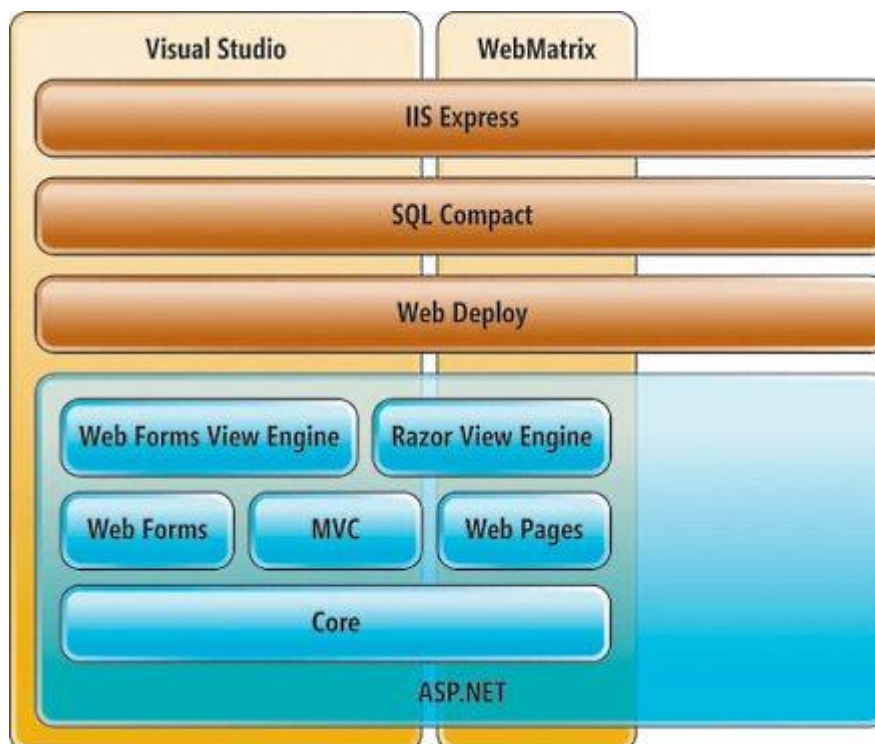 Visual Studio
WebMatrix
IIS Express
SQL Compact
Web Deploy
Web Forms View Engine
Razor View Engine
Web Forms
MVC
Web Pages
Core
ASP.NET